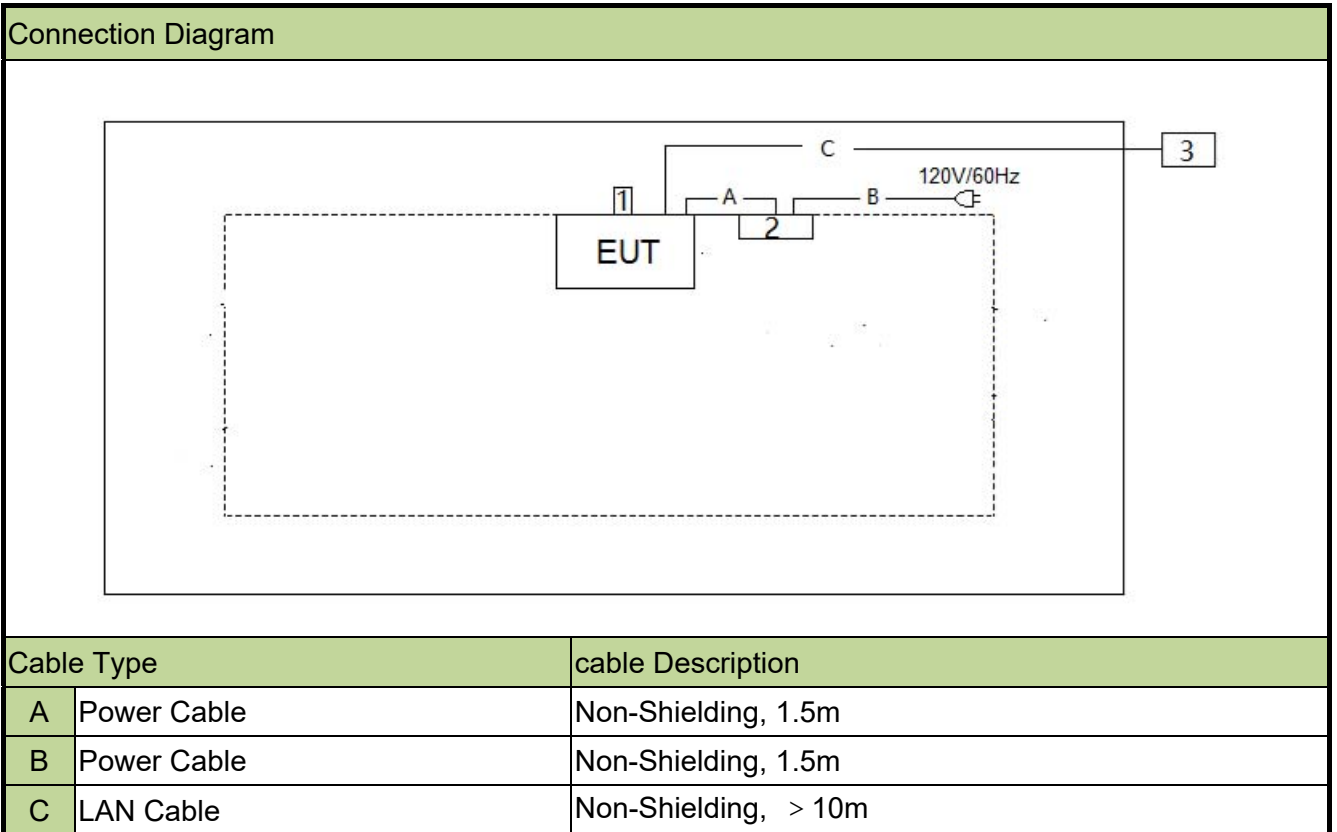 Connection Diagram
C
3
120V/60Hz
1
A
B
2
EUT
Cable Type cable Description
A Power Cable Non-Shielding, 1.5m
B Power Cable Non-Shielding, 1.5m
C LAN Cable Non-Shielding, ﹥10m